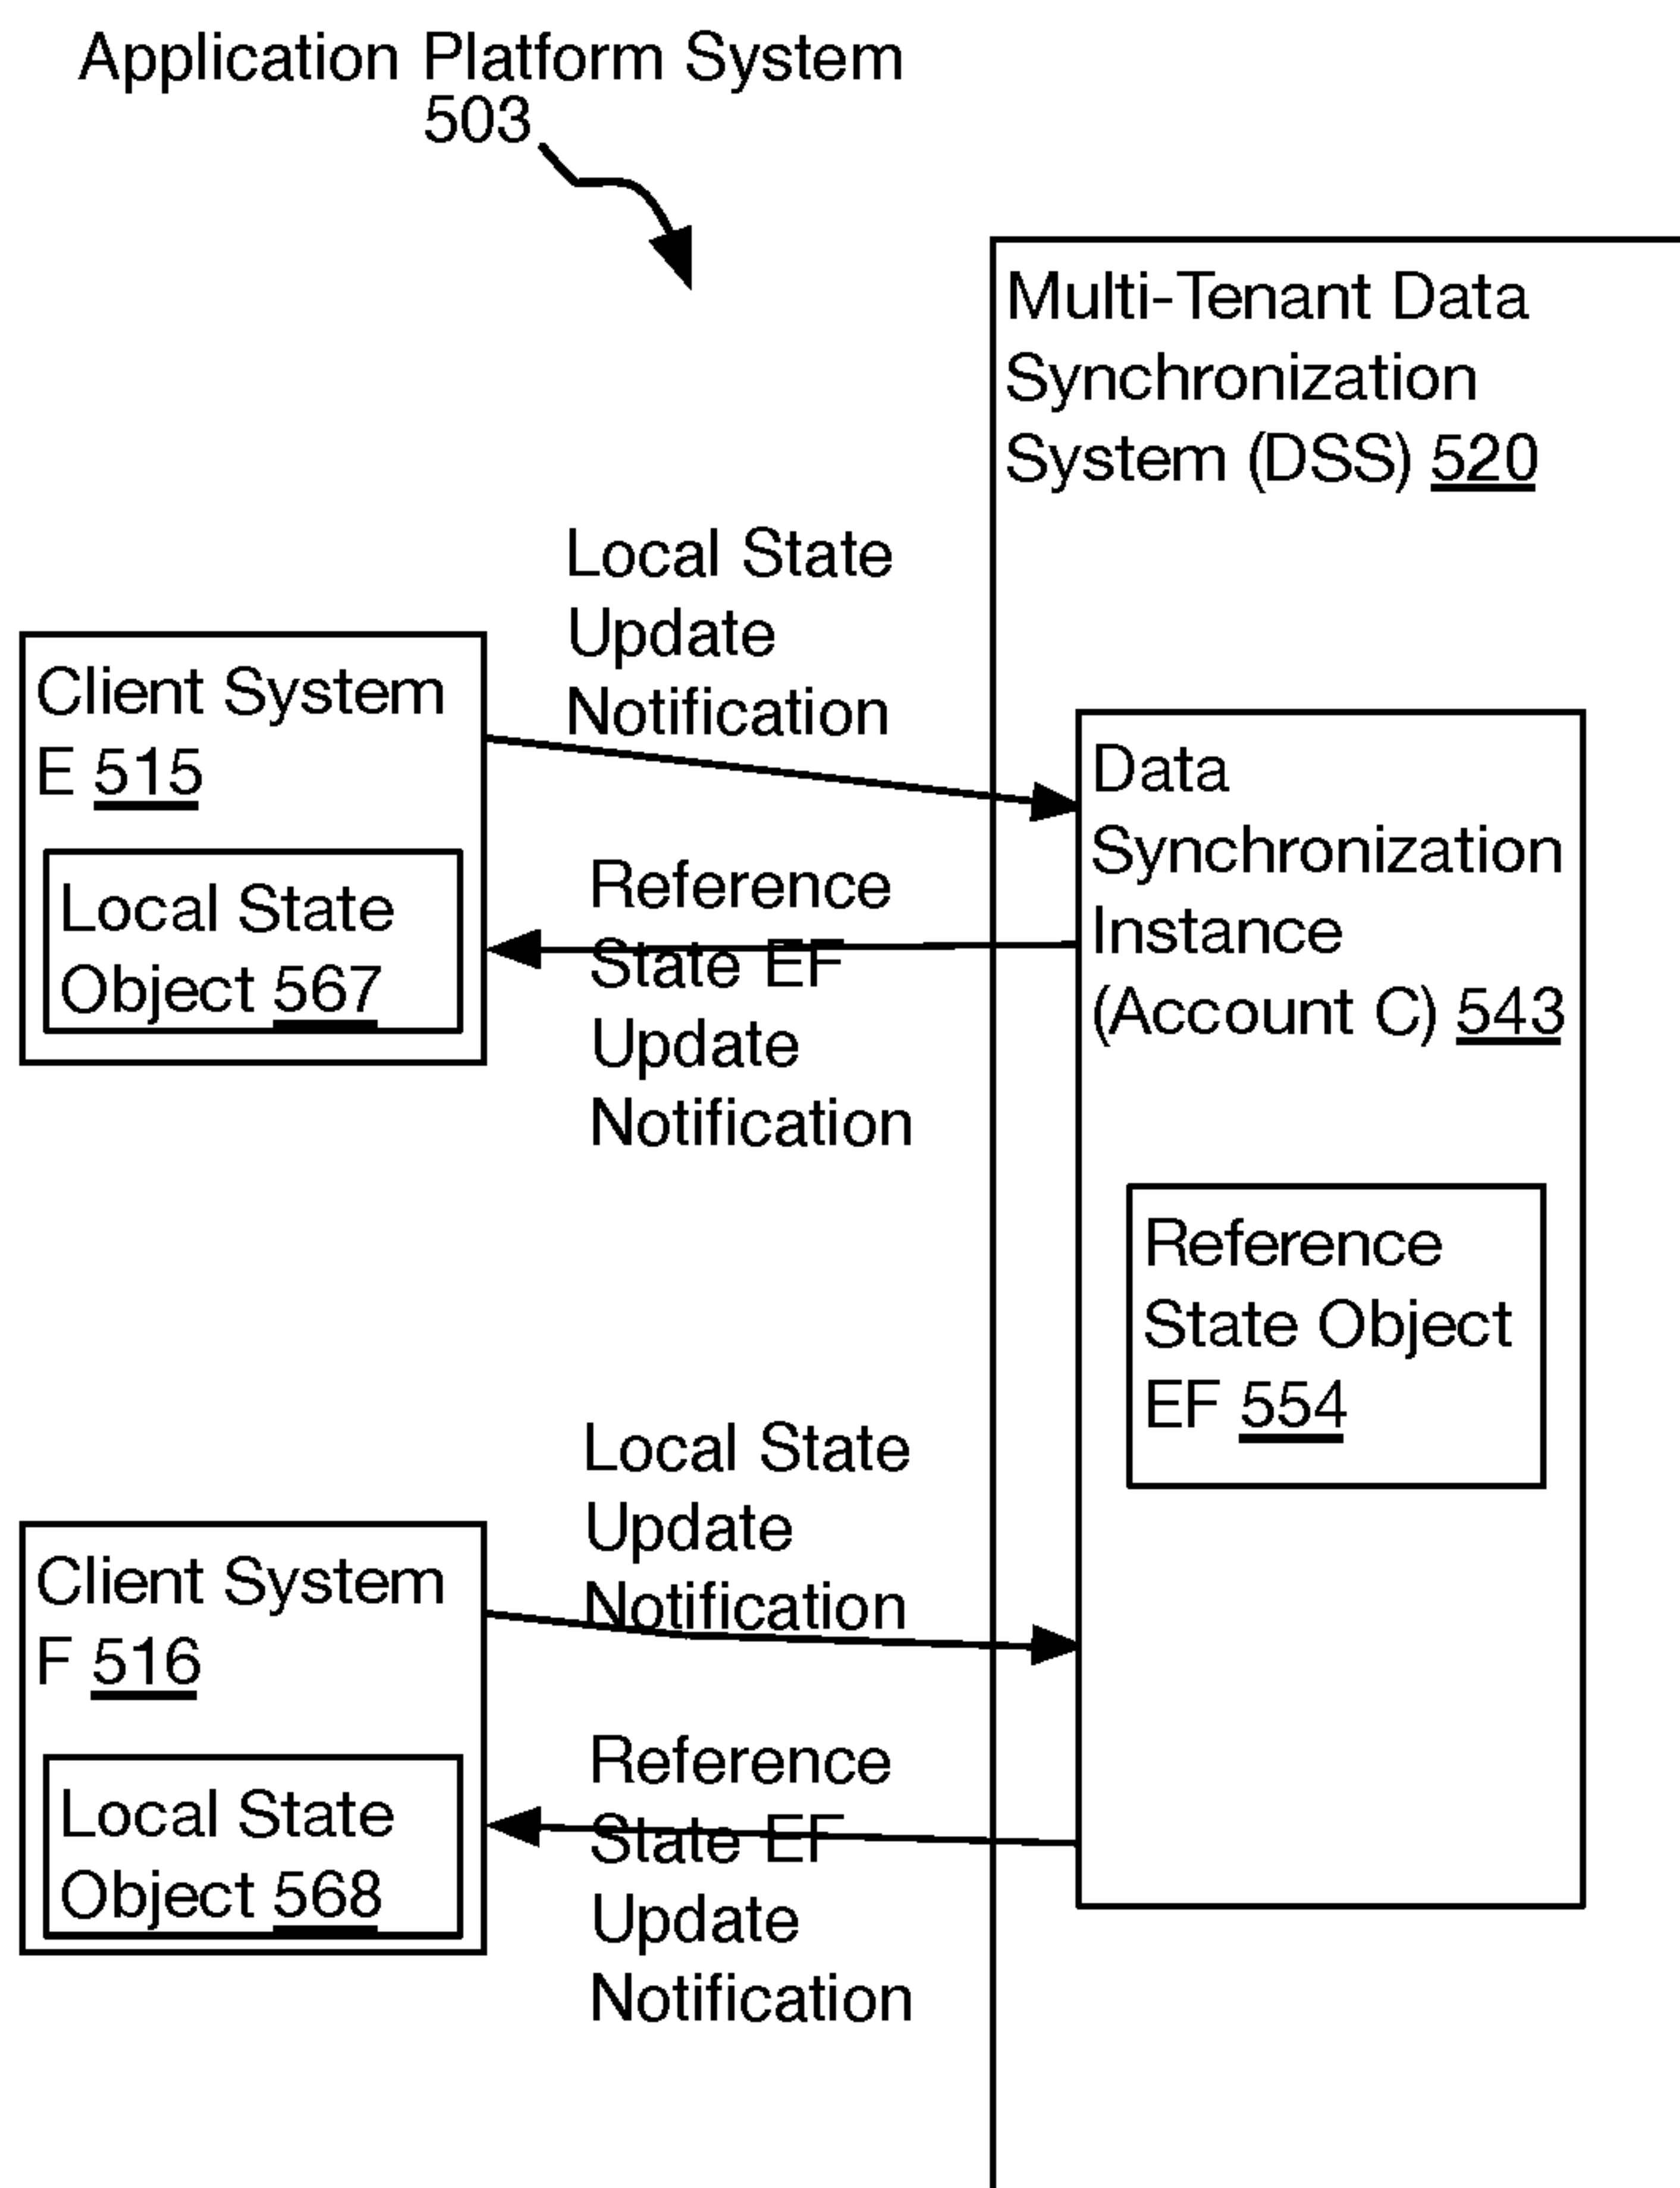 Application Platform System
503
Multi-Tenant Data
Synchronization
System (DSS) 520
Local State
Update
Notification
Client System
E 515
Local State
Object 567
Reference
State EF
Update
Notification
Data
Synchronization
Instance
(Account C) 543
Reference
State Object
EF 554
Local State
Update
Notification
Client System
F 516
Local State
Object 568
Reference
State EF
Update
Notification